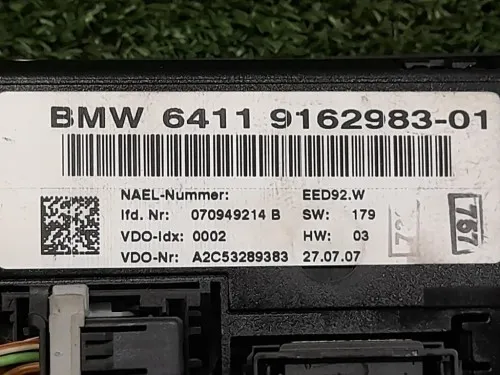 BMW 6411 9162983-01
NAEL-Nummer: EED92.W
lfd. Nr: 070949214 B SW: 179
VDO-Idx: 0002 HW: 03
VDO-Nr: A2C53289383 27.07.07
767